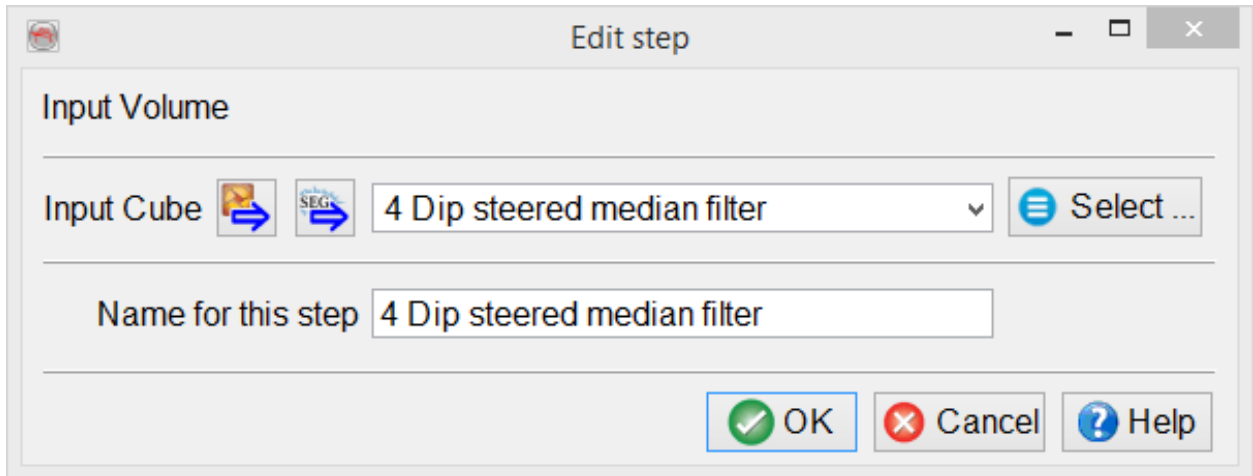 Edit step
Input Volume
Input Cube SEG 4 Dip steered median filter Select ...
Name for this step 4 Dip steered median filter
OK Cancel Help